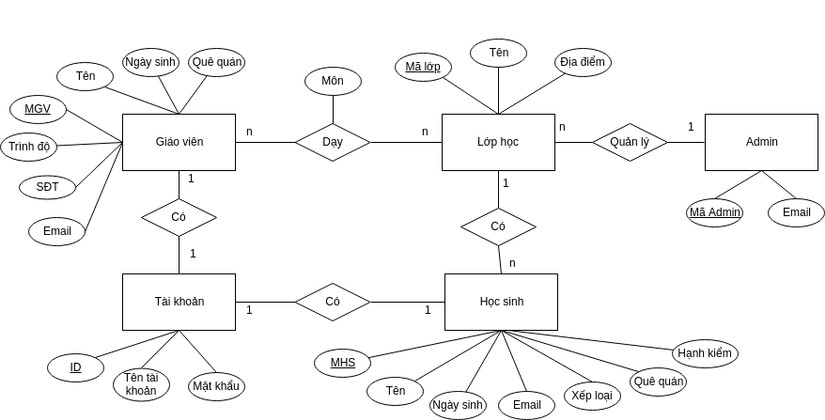 Tên
Ngày sinh
Quê quán
Mã lớp
Tên
Địa điểm
Môn
MGV
Trình độ
SĐT
Email
Giáo viên
n
Dạy
n
Lớp học
n
Quản lý
1
Admin
1
Có
1
1
Có
n
Mã Admin
Email
Tài khoản
1
Có
1
Học sinh
ID
Tên tài
khoản
Mật khẩu
MHS
Tên
Ngày sinh
Email
Xếp loại
Quê quán
Hạnh kiểm